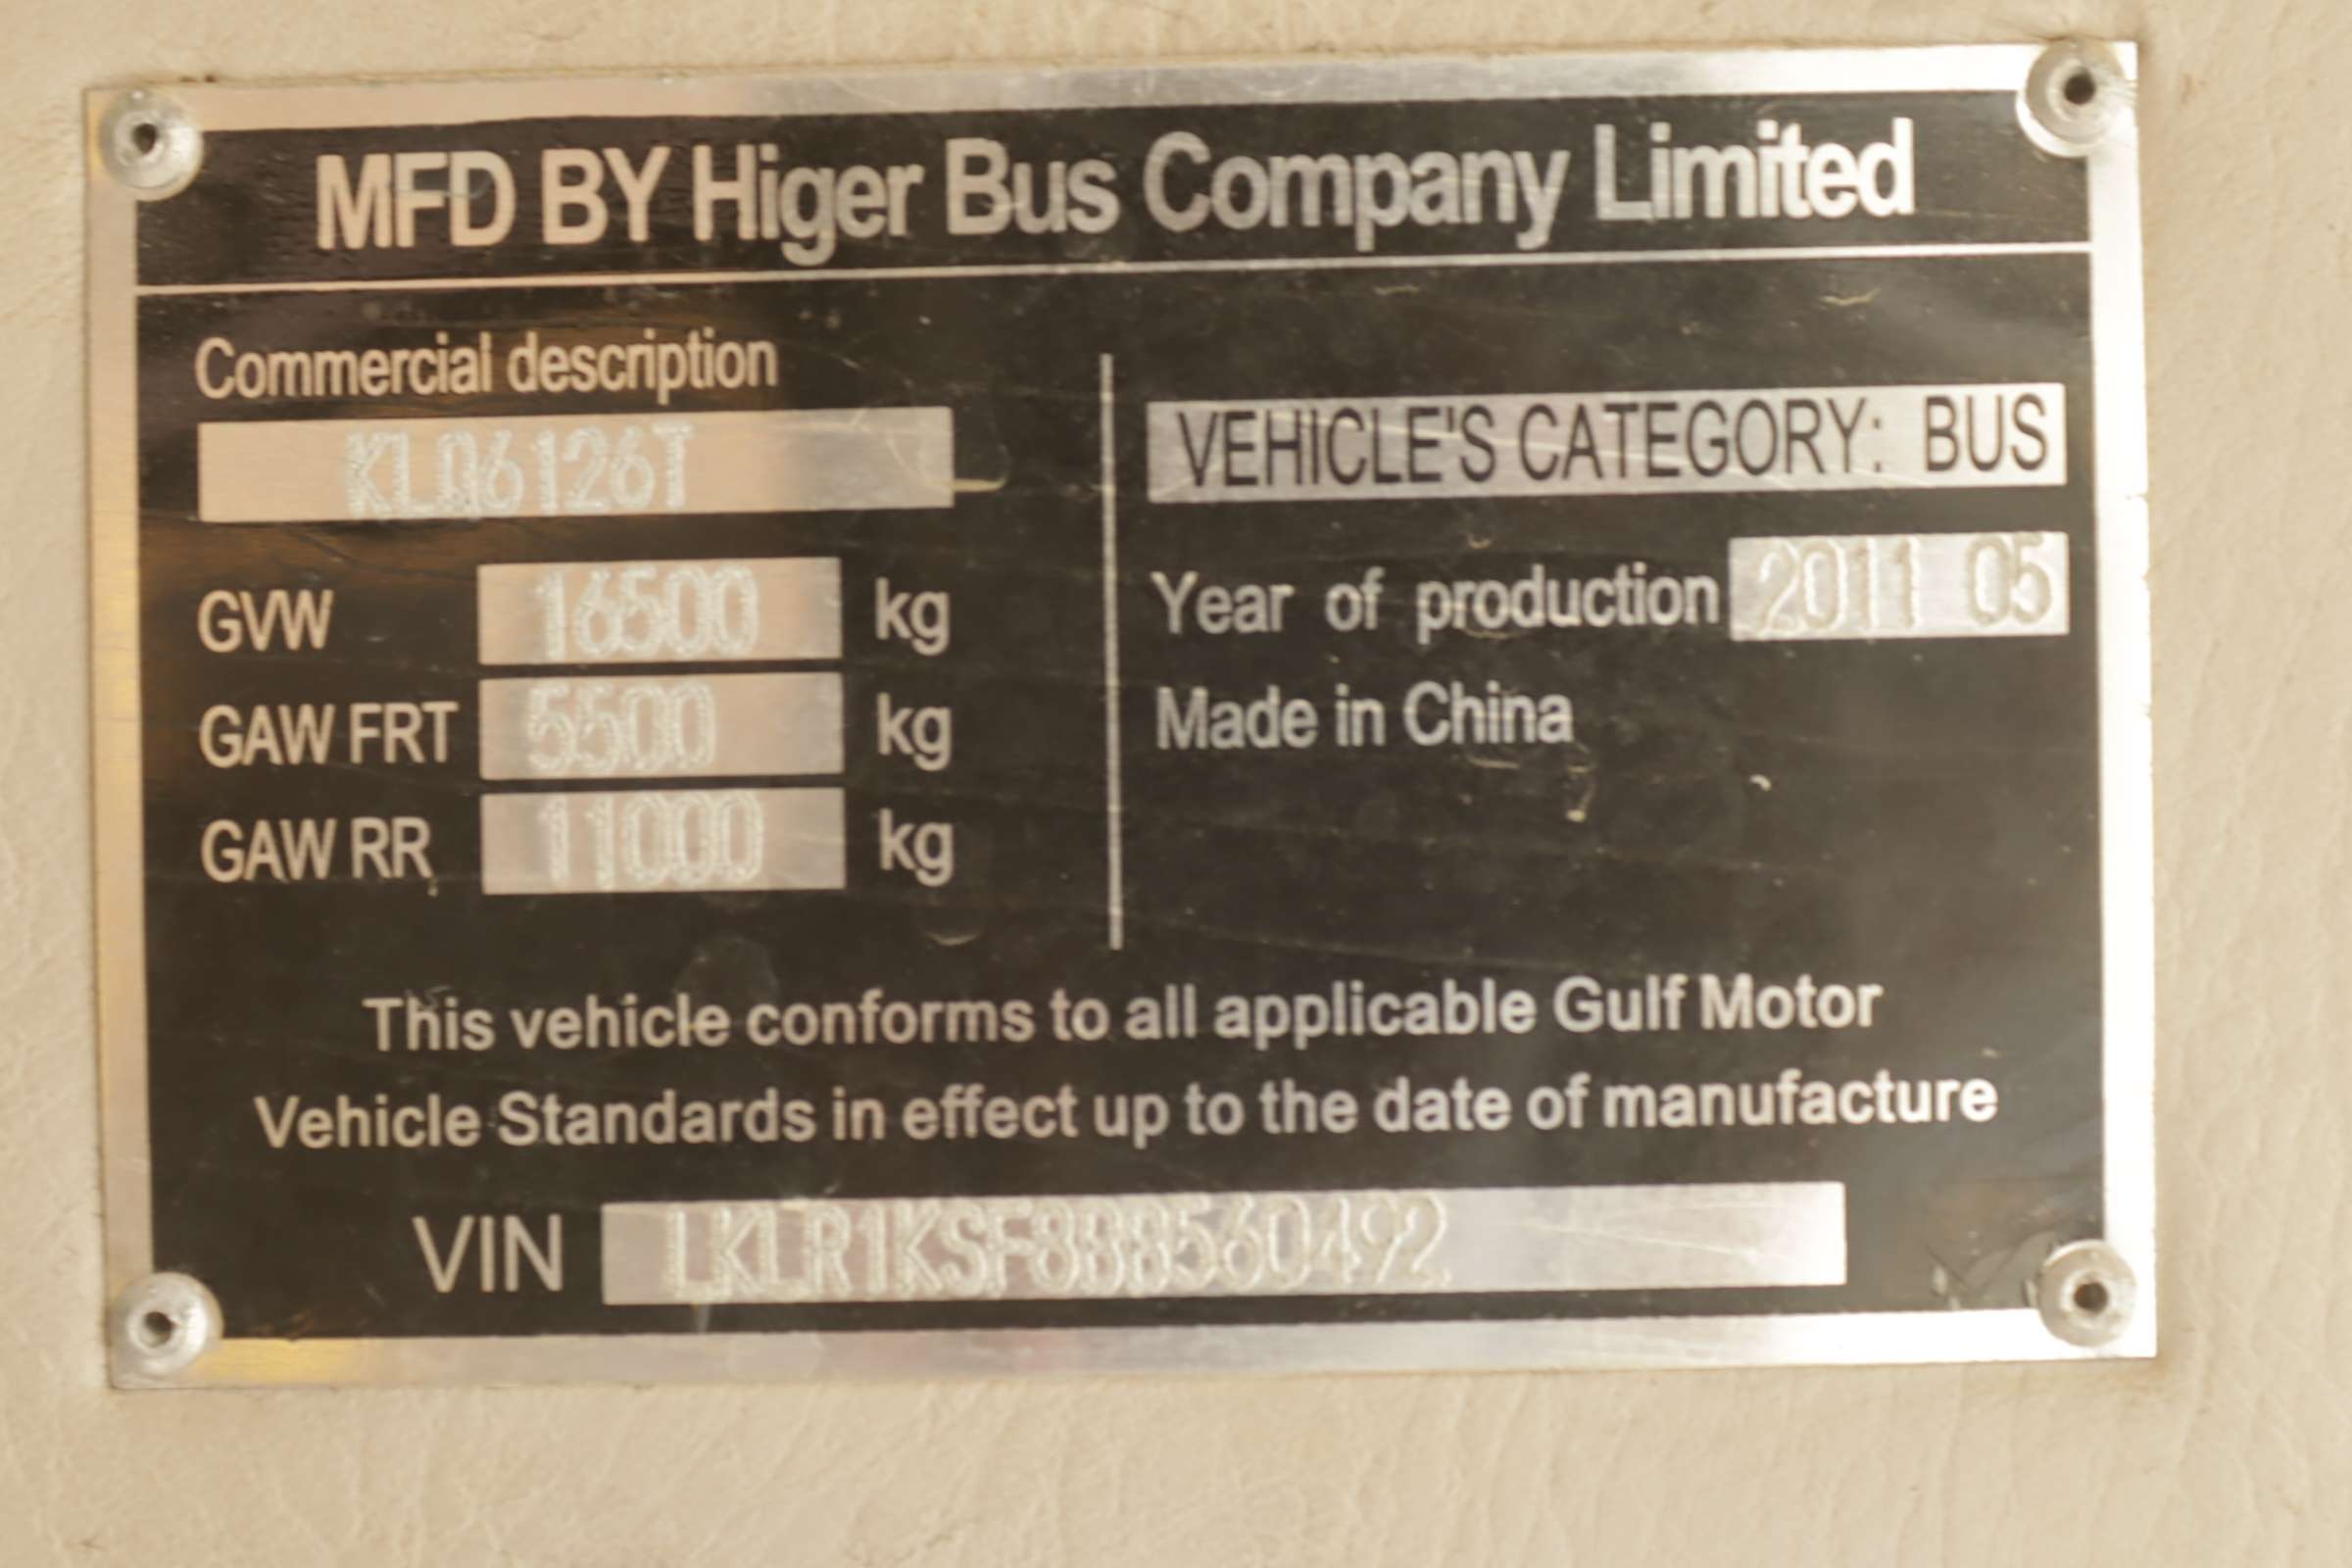 MFD BY Higer Bus Company Limited
Commercial description
KLQ6126T
GVW 16500 kg
GAW FRT 5500 kg
GAW RR 11000 kg
VEHICLE'S CATEGORY: BUS
Year of production 2011 05
Made in China
This vehicle conforms to all applicable Gulf Motor
Vehicle Standards in effect up to the date of manufacture
VIN LKLR1KSF8BB560492